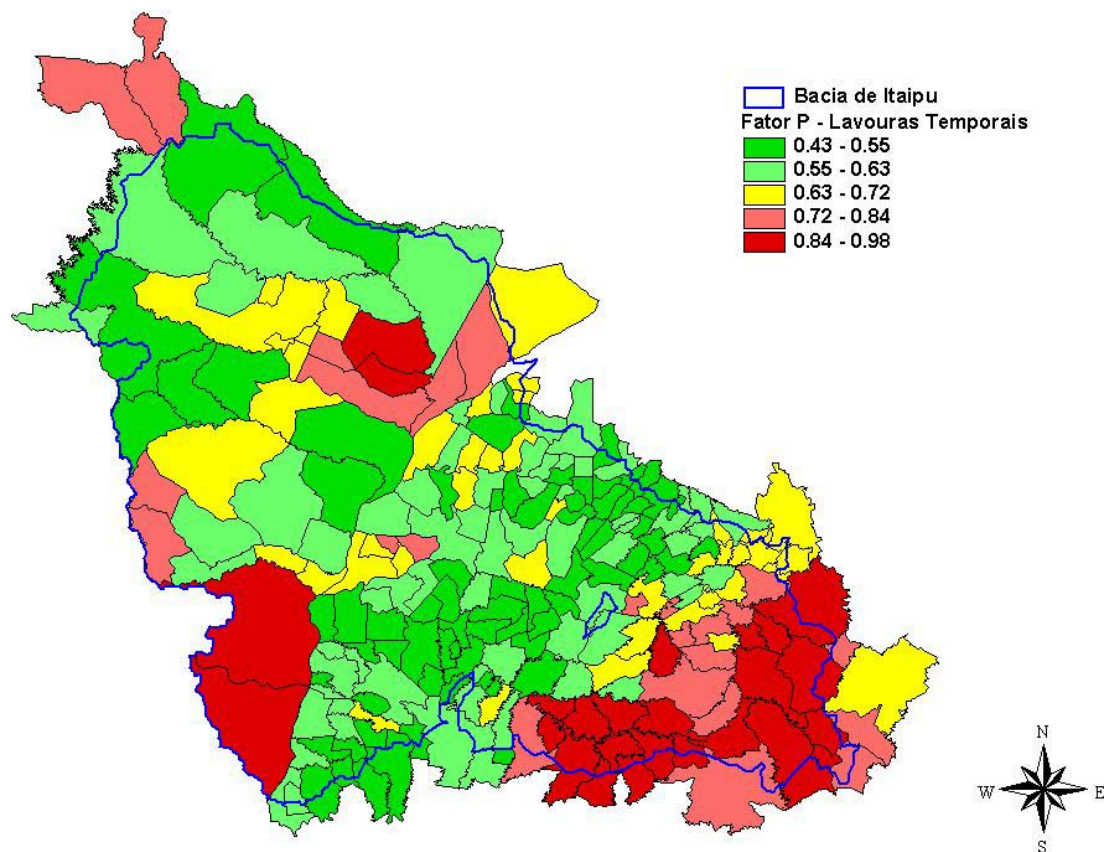 Bacia de Itaipu
Fator P - Lavouras Temporais
0.43 - 0.55
0.55 - 0.63
0.63 - 0.72
0.72 - 0.84
0.84 - 0.98
N
W E
S